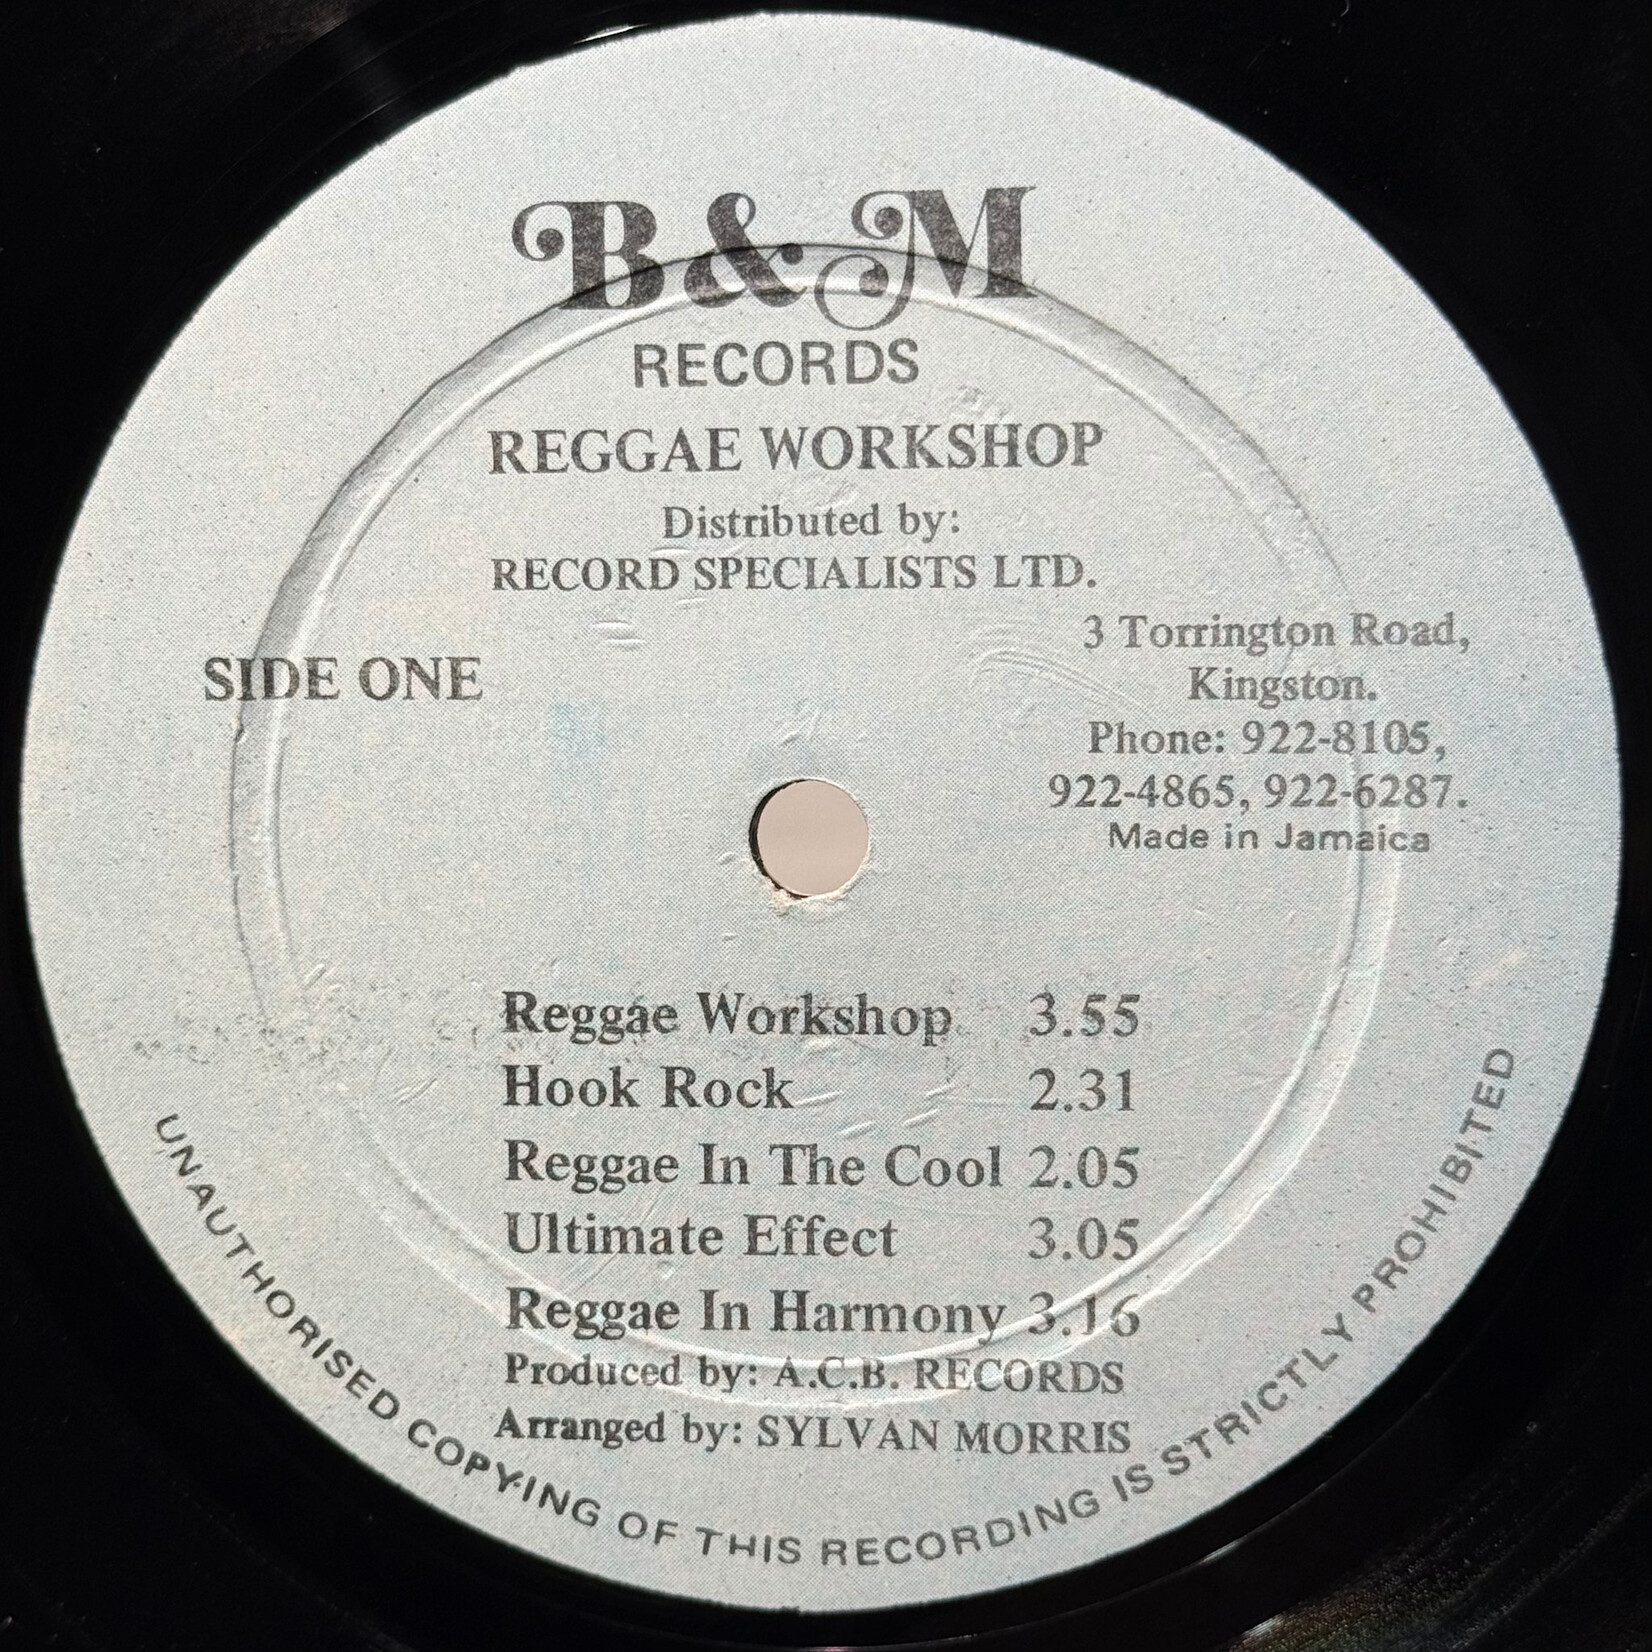 B & M
RECORDS
REGGAE WORKSHOP
Distributed by:
RECORD SPECIALISTS LTD.
SIDE ONE
3 Torrington Road,
Kingston.
Phone: 922-8105,
922-4865, 922-6287.
Made in Jamaica
Reggae Workshop 3.55
Hook Rock 2.31
Reggae In The Cool 2.05
Ultimate Effect 3.05
Reggae In Harmony 3.16
Produced by: A.C.B. RECORDS
Arranged by: SYLVAN MORRIS
UNAUTHORISED COPYING OF THIS RECORDING IS STRICTLY PROHIBITED